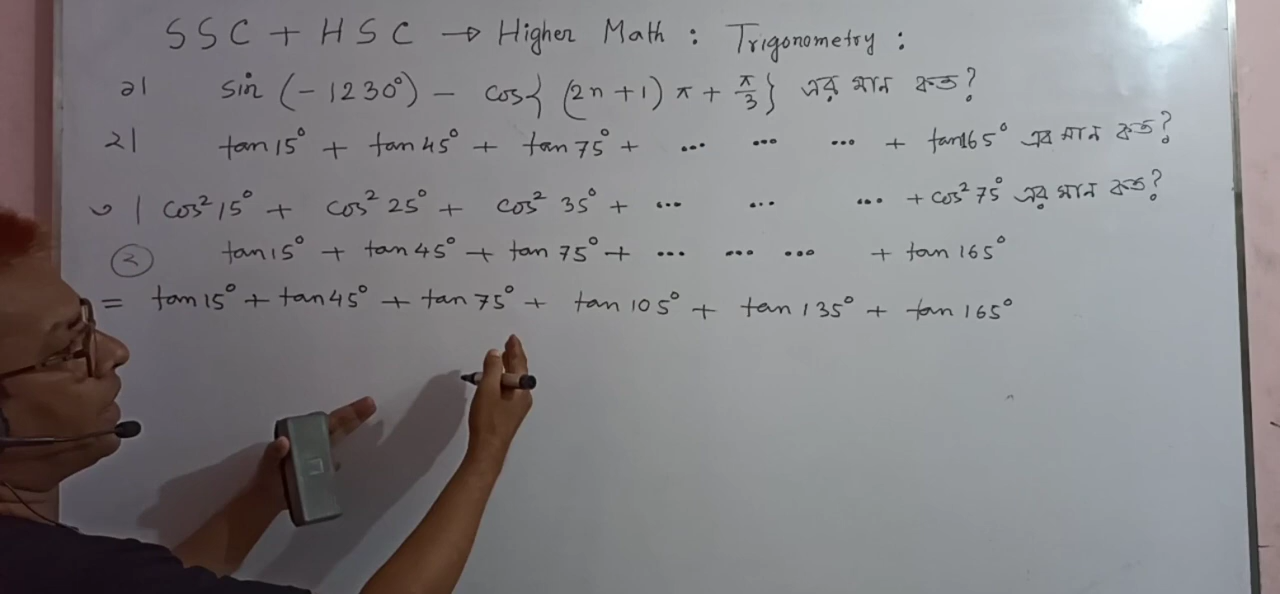 SSC + HSC → Higher Math : Trigonometry :
১। sin (-1230°) - cos{ (2n+1) π + π/3 } এর মান কত?
২। tan15° + tan45° + tan75° + ... ... ... + tan165° এর মান কত?
৩। cos²15° + cos²25° + cos²35° + ... ... ... + cos²75° এর মান কত?
② tan15° + tan45° + tan75° + ... ... ... + tan165°
= tan15° + tan45° + tan75° + tan105° + tan135° + tan165°